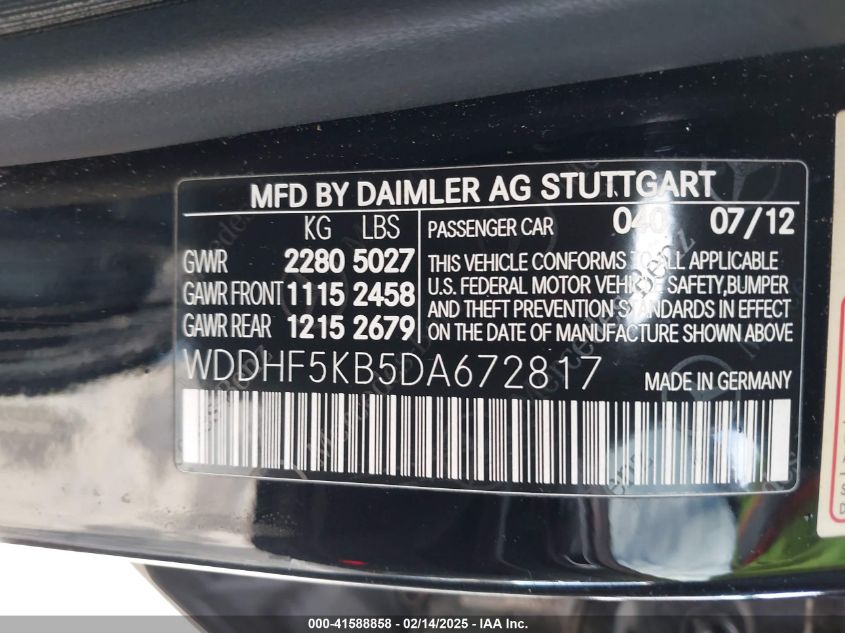 MFD BY DAIMLER AG STUTTGART
KG LBS
GVWR 2280 5027
GAWR FRONT 1115 2458
GAWR REAR 1215 2679
PASSENGER CAR 040 07/12
THIS VEHICLE CONFORMS TO ALL APPLICABLE
U.S. FEDERAL MOTOR VEHICLE SAFETY,BUMPER
AND THEFT PREVENTION STANDARDS IN EFFECT
ON THE DATE OF MANUFACTURE SHOWN ABOVE
WDDHF5KB5DA672817 MADE IN GERMANY
000-41588858 - 02/14/2025 - IAA Inc.